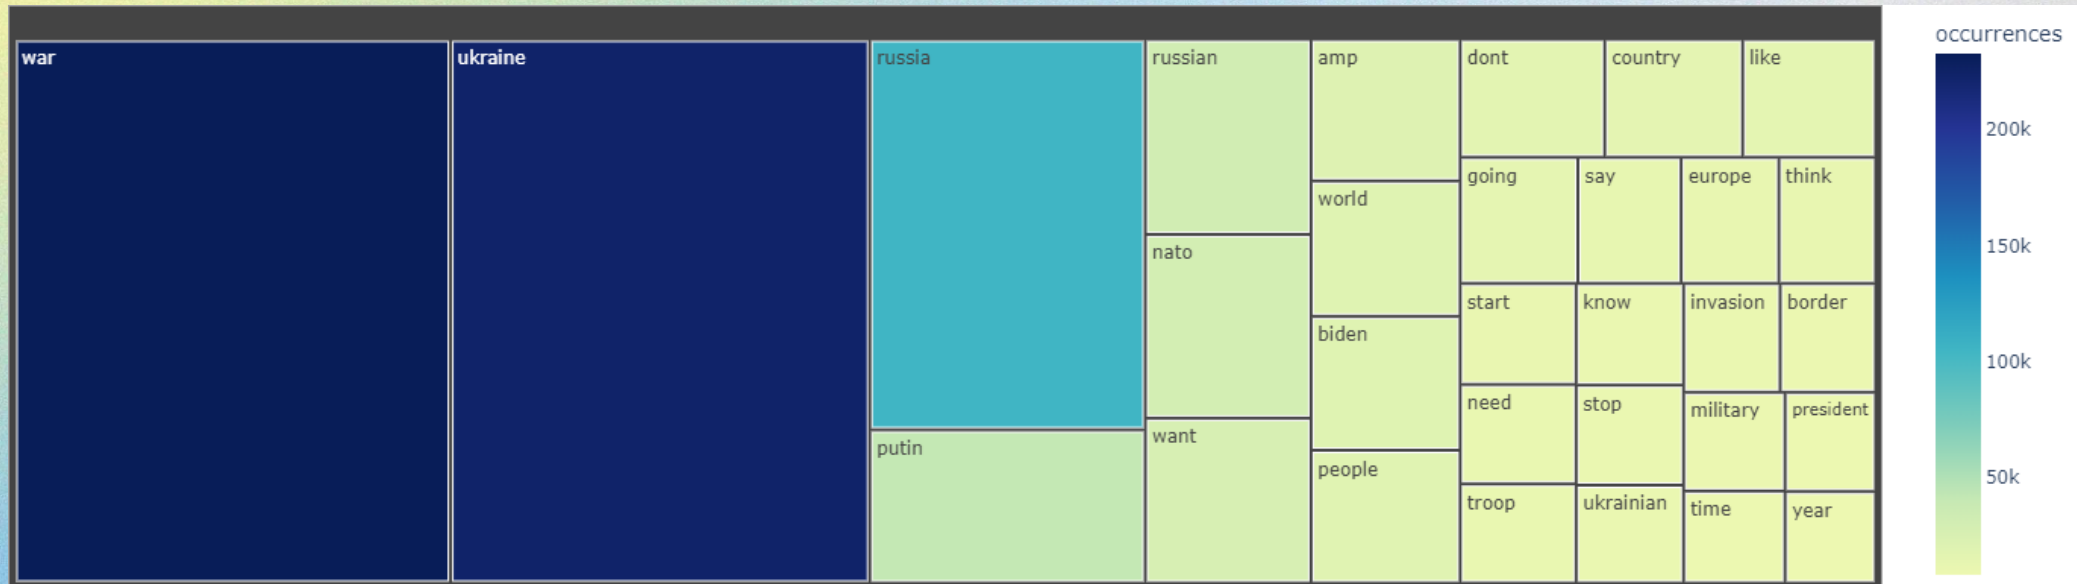 war
ukraine
russia
putin
russian
nato
want
amp
world
biden
people
dont
country
like
going
say
europe
think
start
know
invasion
border
need
stop
military
president
troop
ukrainian
time
year
occurrences
200k
150k
100k
50k